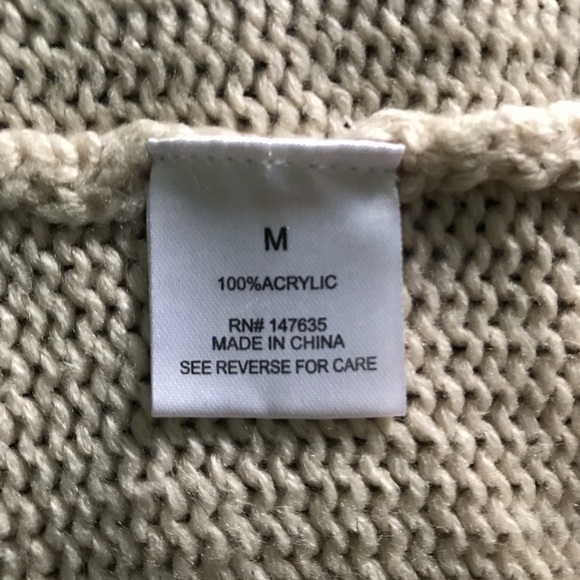 M
100%ACRYLIC
RN# 147635
MADE IN CHINA
SEE REVERSE FOR CARE